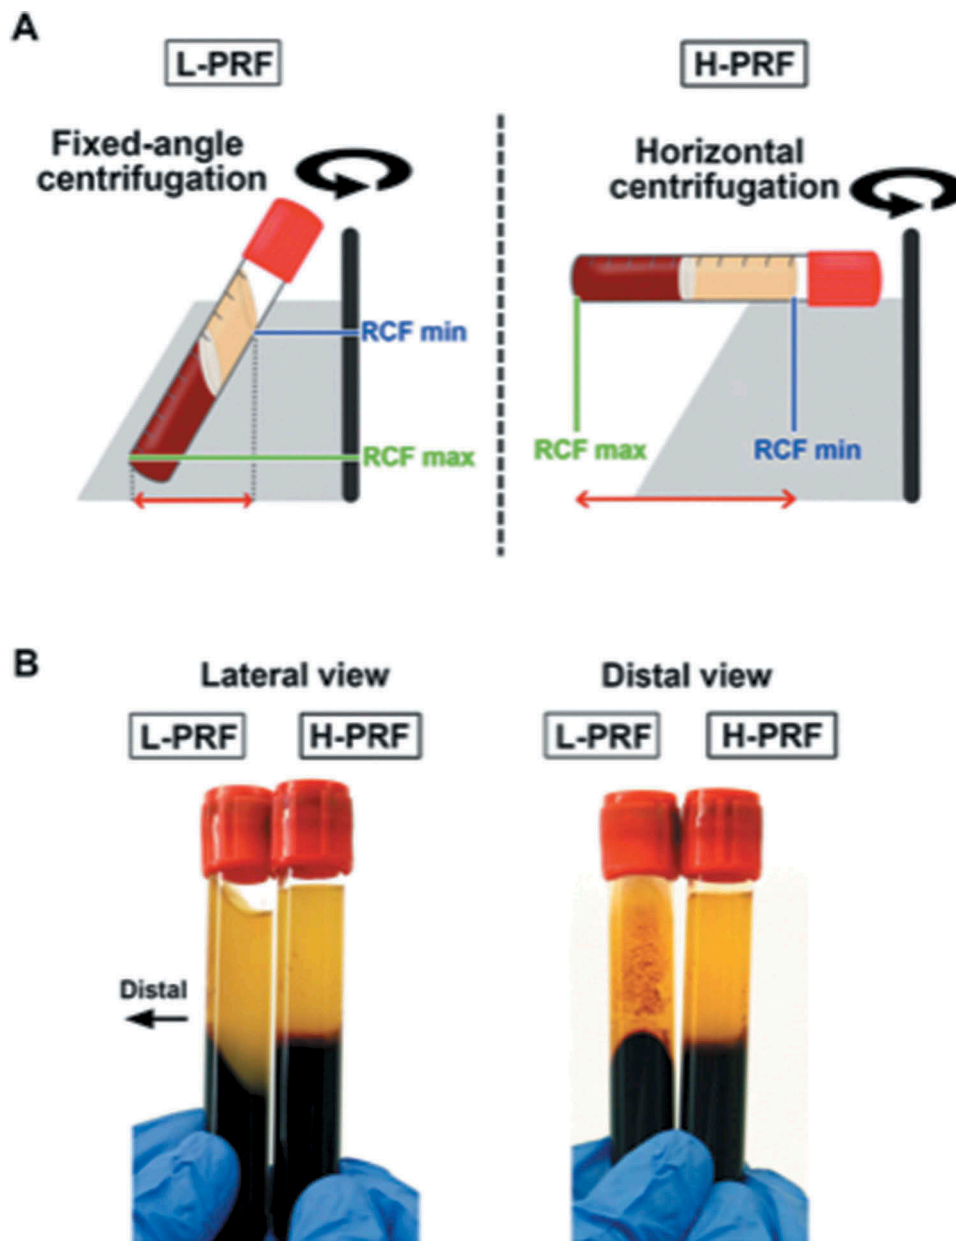 A
L-PRF
H-PRF
Fixed-angle
centrifugation
Horizontal
centrifugation
RCF min
RCF max
RCF max
RCF min
B
Lateral view
Distal view
L-PRF
H-PRF
L-PRF
H-PRF
Distal